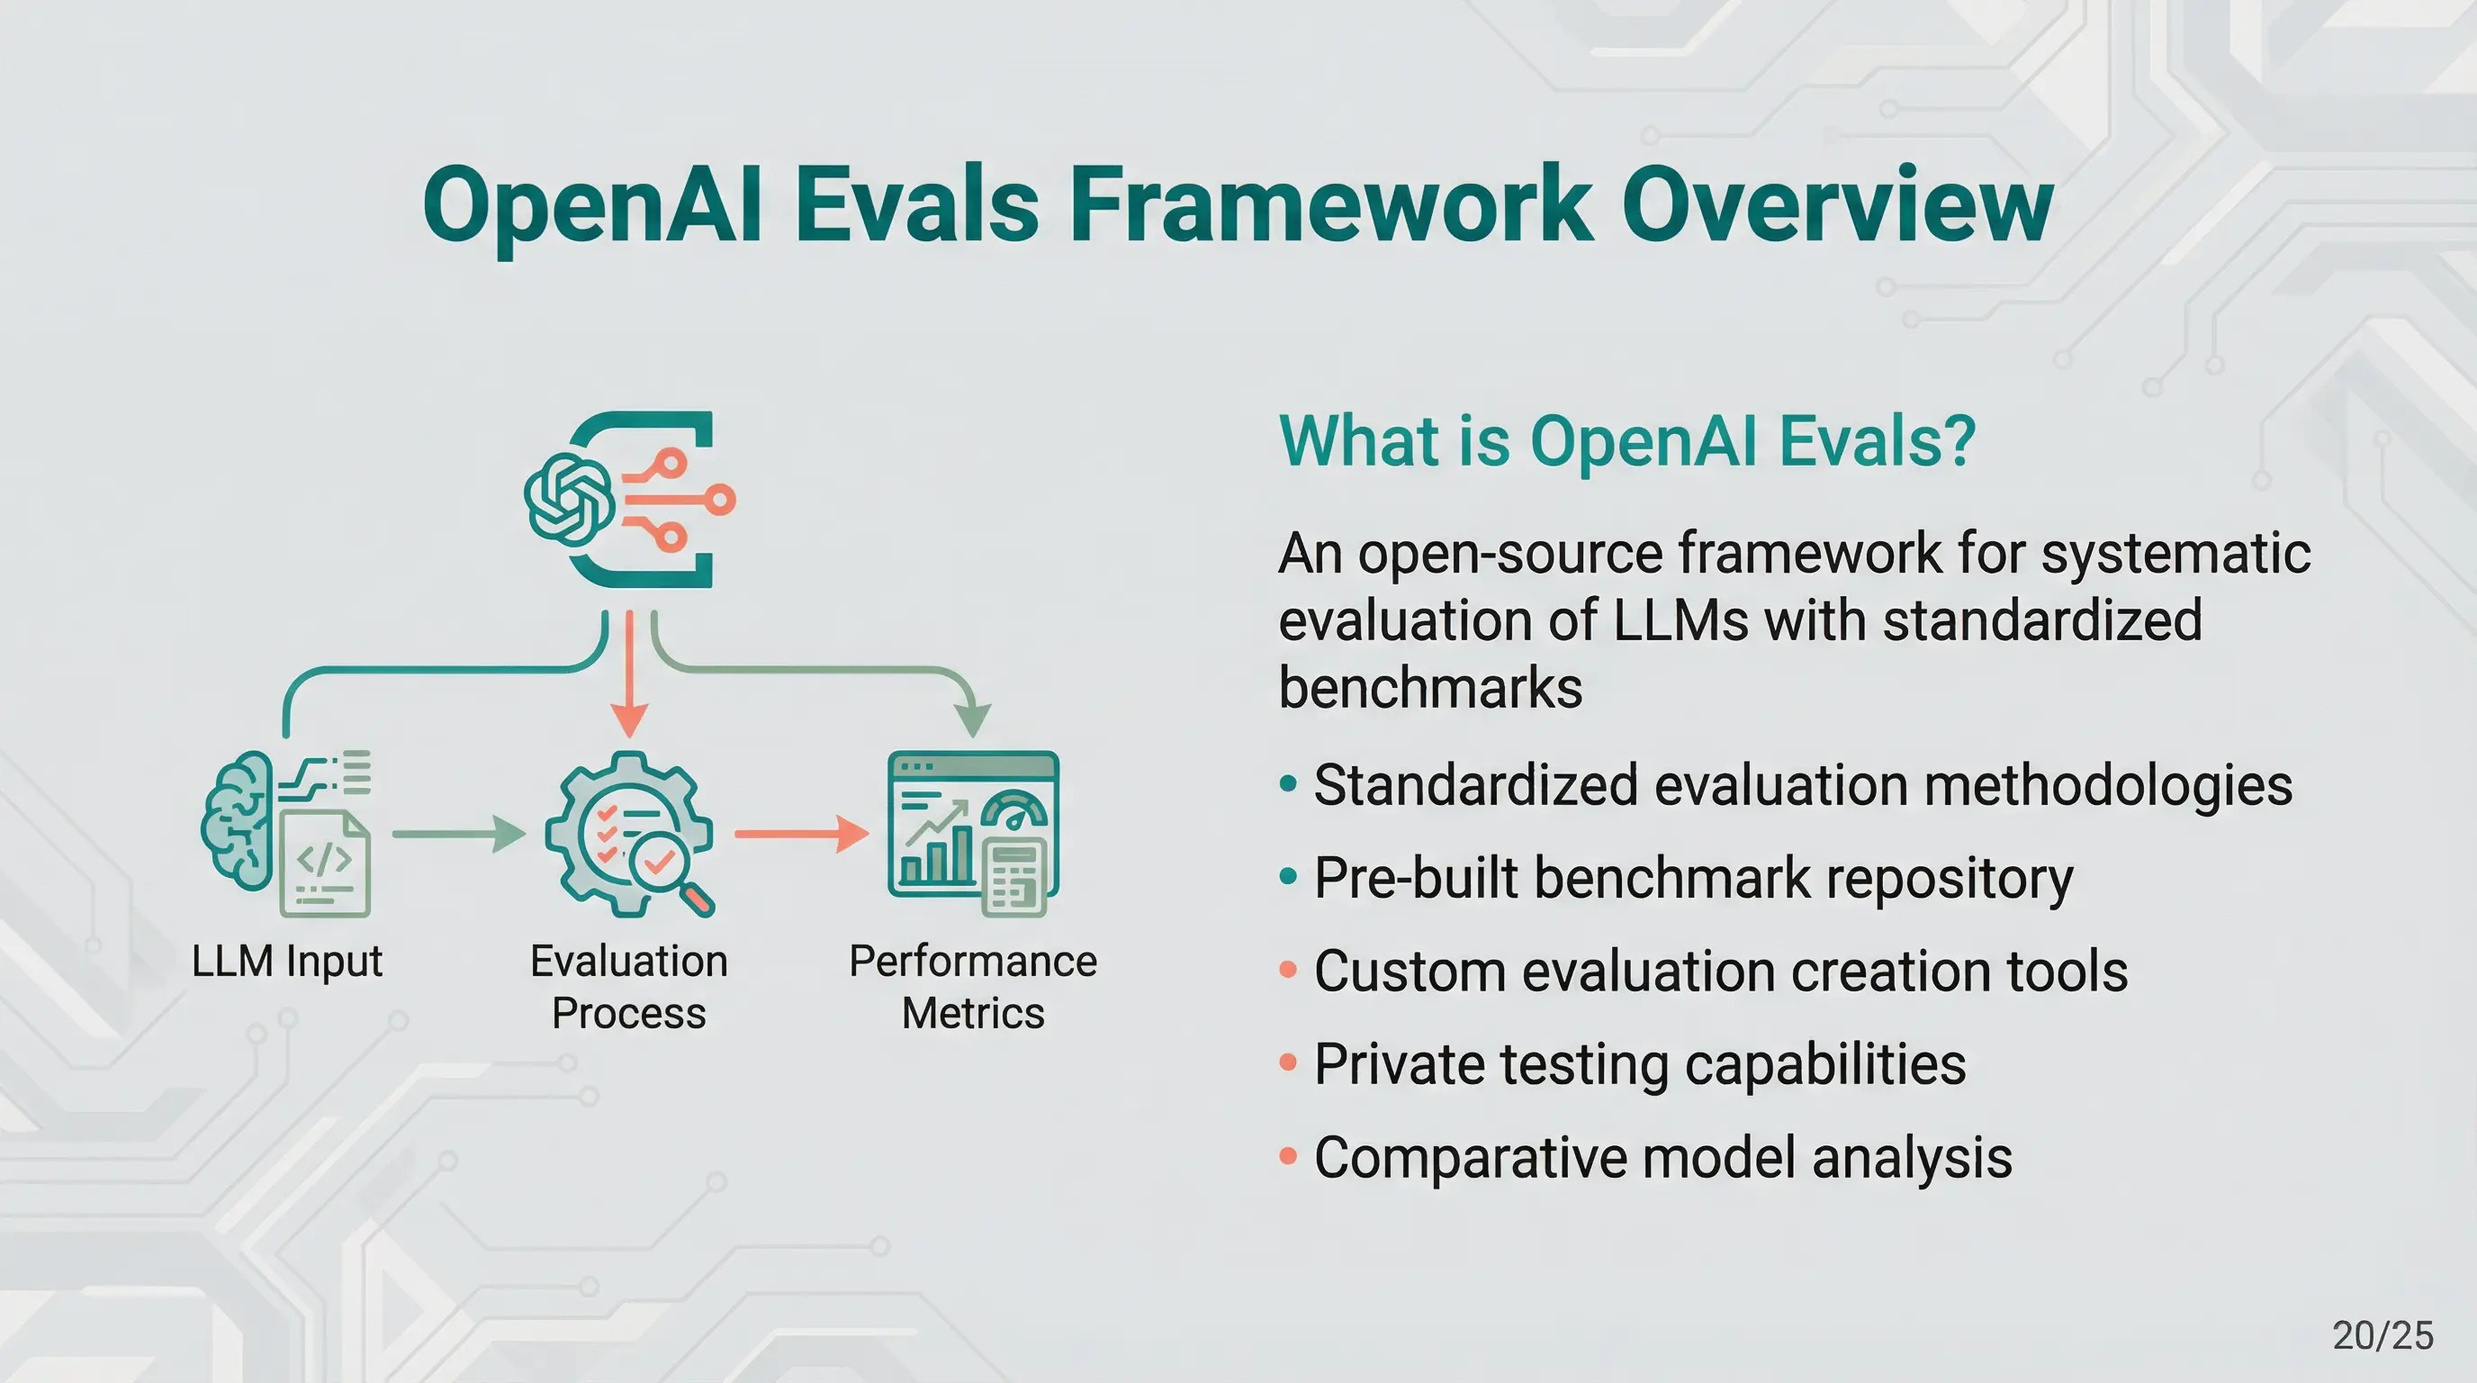 OpenAI Evals Framework Overview
LLM Input
Evaluation
Process
Performance
Metrics
What is OpenAI Evals?
An open-source framework for systematic
evaluation of LLMs with standardized
benchmarks
• Standardized evaluation methodologies
• Pre-built benchmark repository
• Custom evaluation creation tools
• Private testing capabilities
• Comparative model analysis
20/25